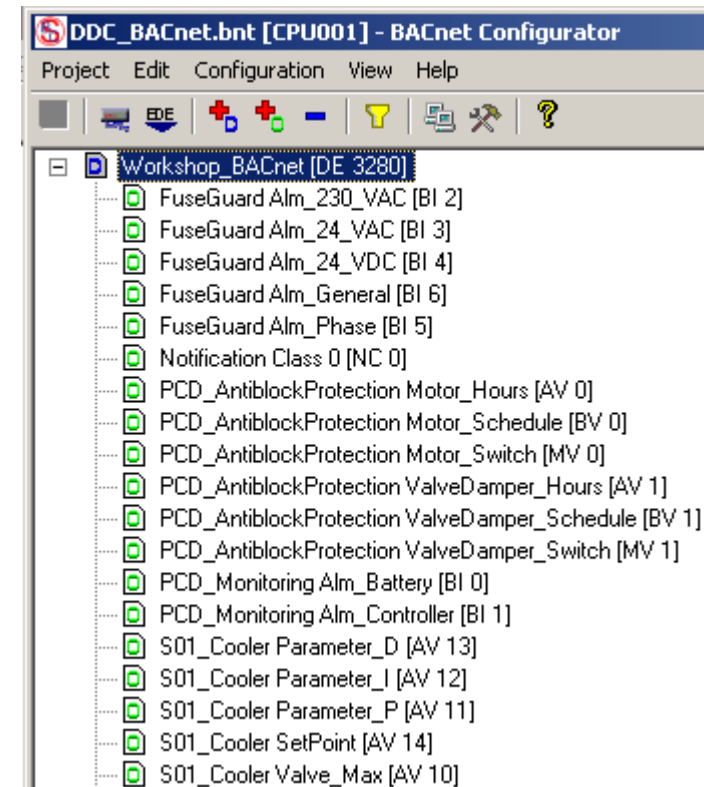 DDC_BACnet.bnt [CPU001] - BACnet Configurator
Project Edit Configuration View Help
EDE D O ?
D Workshop_BACnet [DE 3280]
FuseGuard Alm_230_VAC [BI 2]
FuseGuard Alm_24_VAC [BI 3]
FuseGuard Alm_24_VDC [BI 4]
FuseGuard Alm_General [BI 6]
FuseGuard Alm_Phase [BI 5]
Notification Class 0 [NC 0]
PCD_AntiblockProtection Motor_Hours [AV 0]
PCD_AntiblockProtection Motor_Schedule [BV 0]
PCD_AntiblockProtection Motor_Switch [MV 0]
PCD_AntiblockProtection ValveDamper_Hours [AV 1]
PCD_AntiblockProtection ValveDamper_Schedule [BV 1]
PCD_AntiblockProtection ValveDamper_Switch [MV 1]
PCD_Monitoring Alm_Battery [BI 0]
PCD_Monitoring Alm_Controller [BI 1]
S01_Cooler Parameter_D [AV 13]
S01_Cooler Parameter_I [AV 12]
S01_Cooler Parameter_P [AV 11]
S01_Cooler SetPoint [AV 14]
S01_Cooler Valve_Max [AV 10]